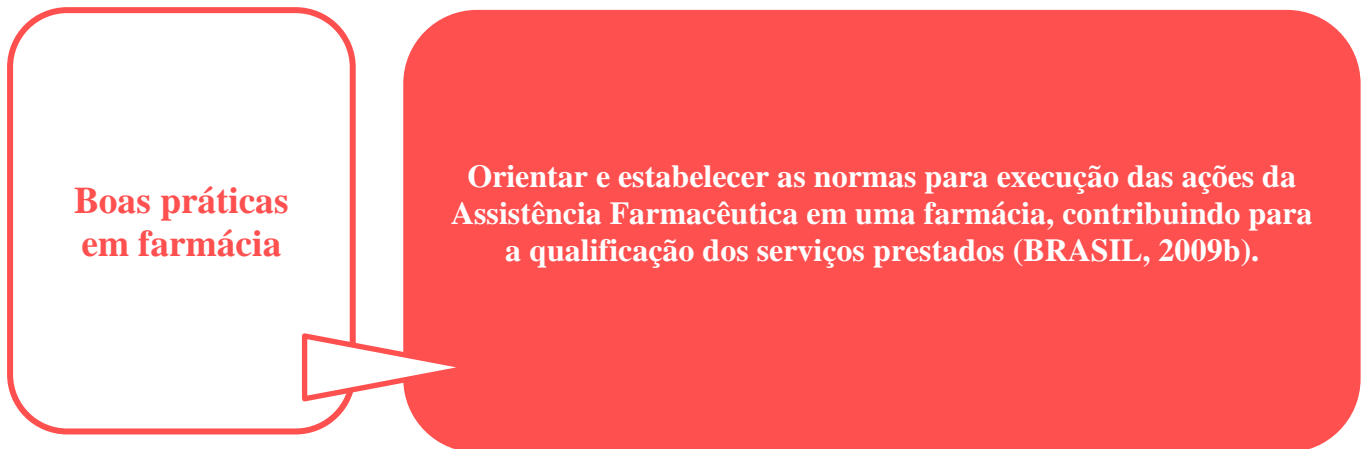 Boas práticas
em farmácia
Orientar e estabelecer as normas para execução das ações da
Assistência Farmacêutica em uma farmácia, contribuindo para
a qualificação dos serviços prestados (BRASIL, 2009b).